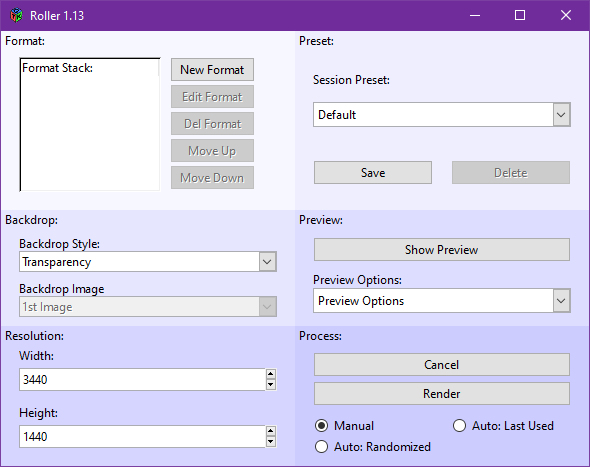 Roller 1.13
Format:
Format Stack:
New Format
Edit Format
Del Format
Move Up
Move Down
Preset:
Session Preset:
Default
Save
Delete
Backdrop:
Backdrop Style:
Transparency
Backdrop Image
1st Image
Preview:
Show Preview
Preview Options:
Preview Options
Resolution:
Width:
3440
Height:
1440
Process:
Cancel
Render
Manual
Auto: Last Used
Auto: Randomized